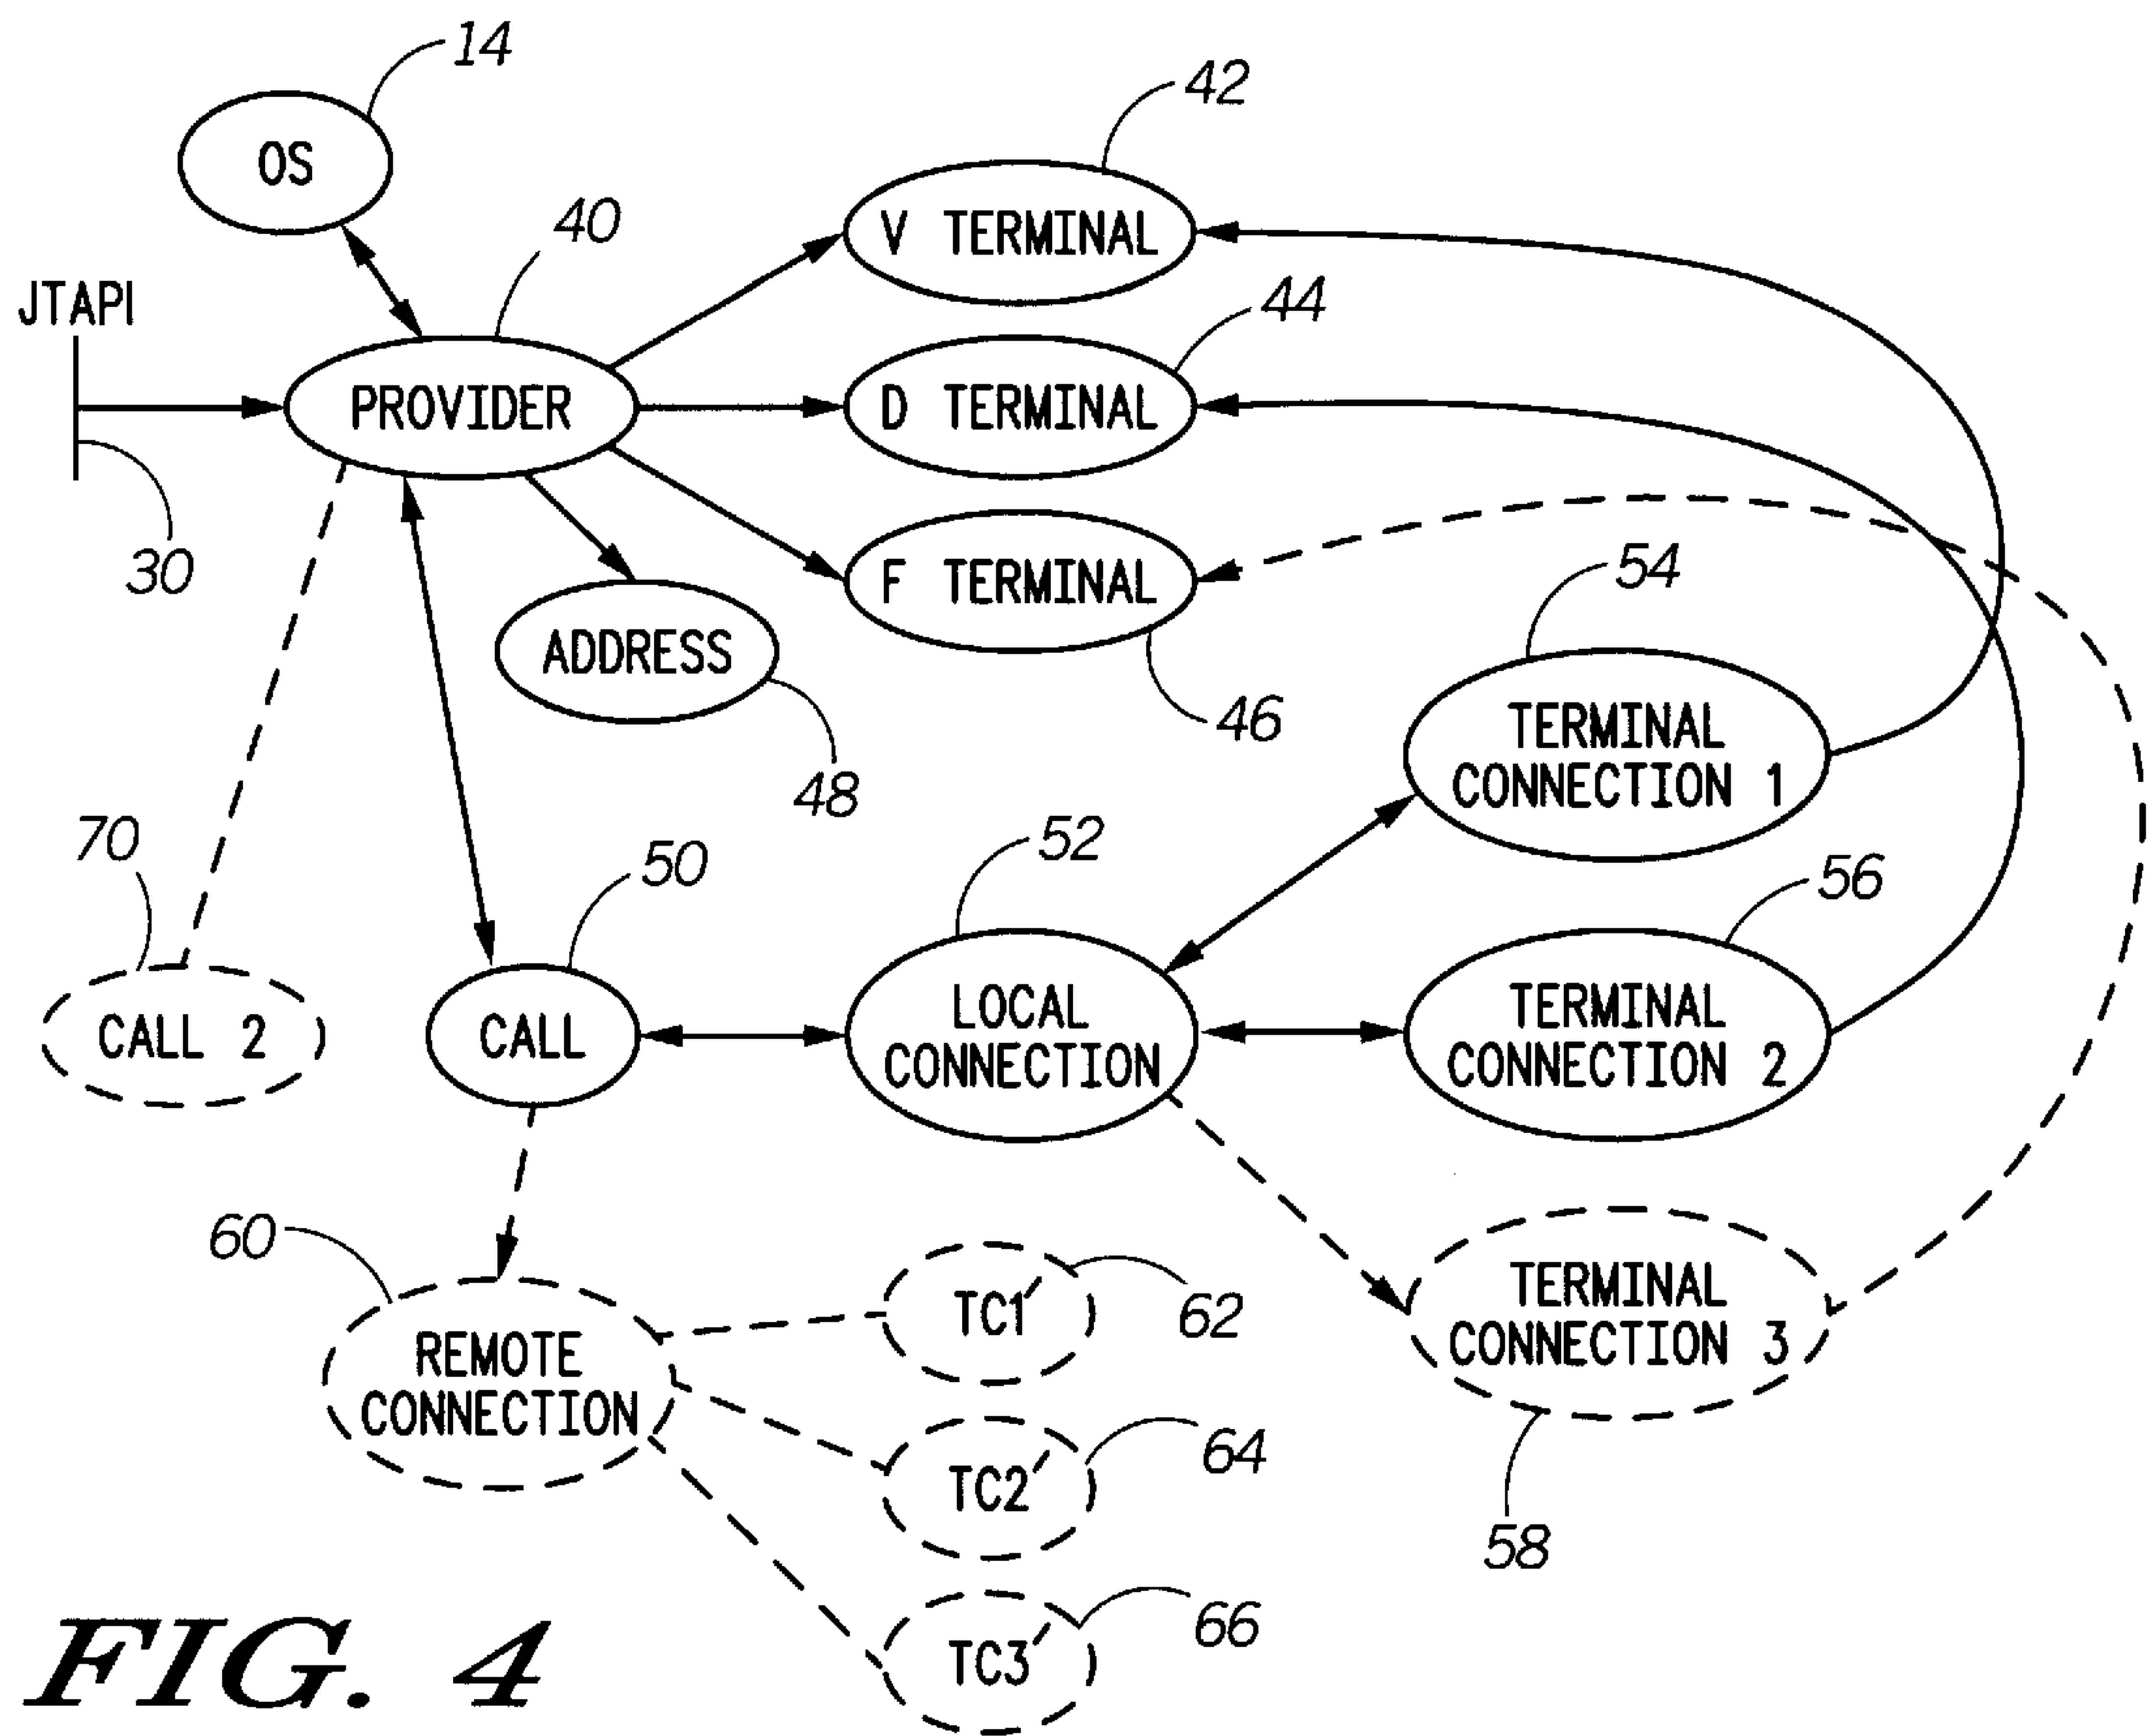 14
OS
42
V TERMINAL
40
JTAPI
44
PROVIDER
D TERMINAL
30
F TERMINAL
54
ADDRESS
46
48
TERMINAL
CONNECTION 1
70
50
52
56
CALL 2
CALL
LOCAL
CONNECTION
TERMINAL
CONNECTION 2
60
REMOTE
CONNECTION
TC1'
62
TERMINAL
CONNECTION 3
TC2'
64
58
TC3'
66
FIG. 4